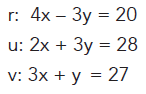 r: 4x – 3y = 20
u: 2x + 3y = 28
v: 3x + y = 27